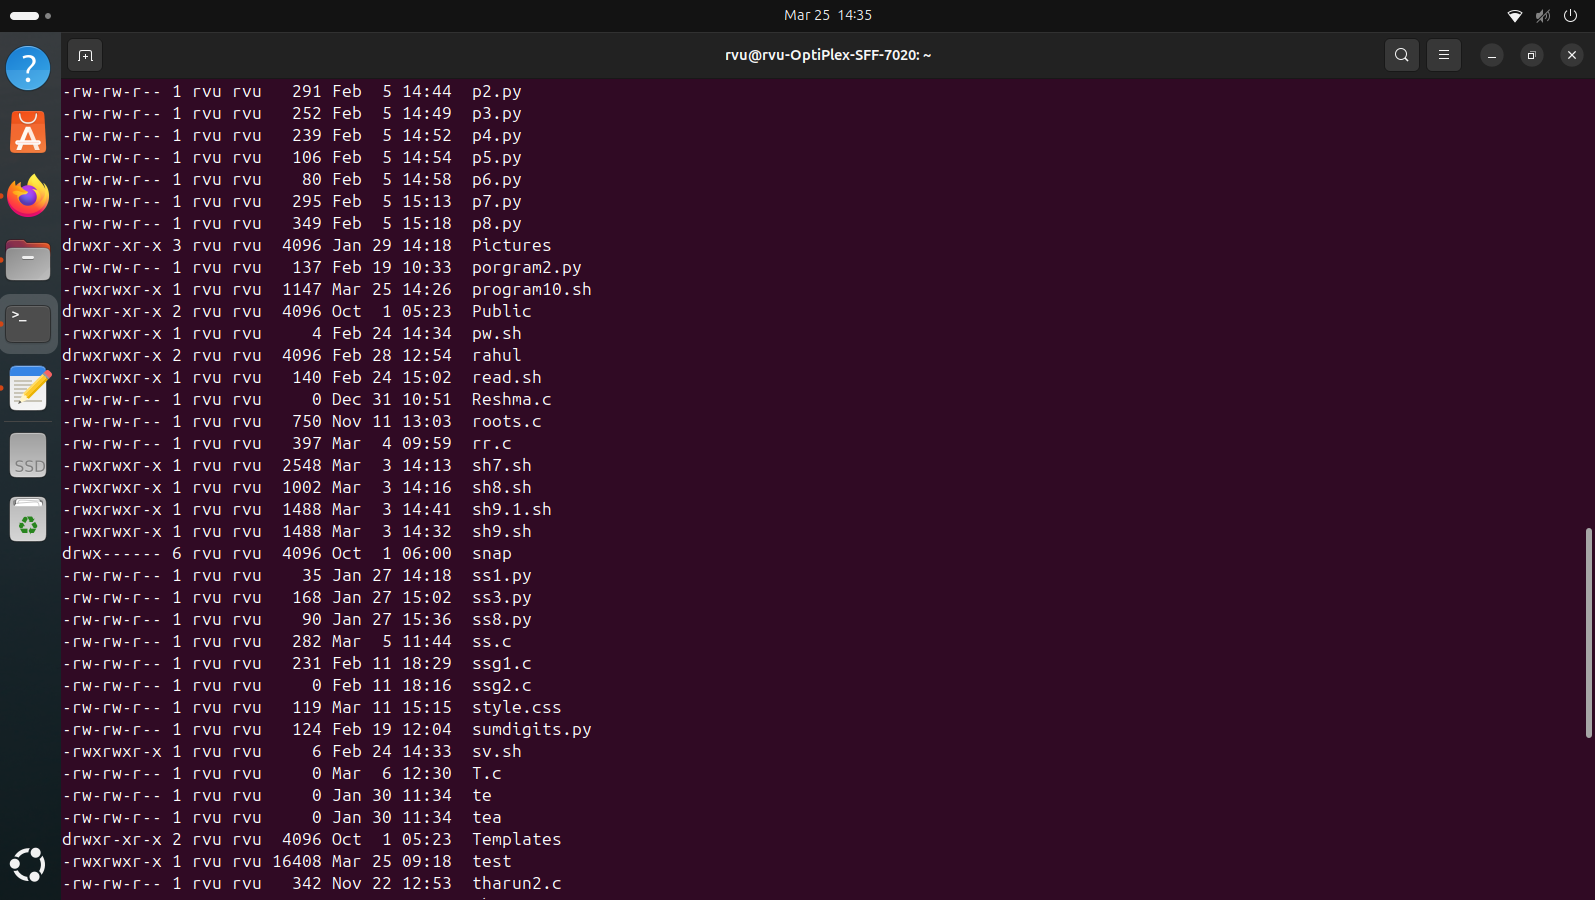 Mar 25 14:35
rvu@rvu-OptiPlex-SFF-7020: ~
-rw-rw-r-- 1 rvu rvu   291 Feb  5 14:44  p2.py
-rw-rw-r-- 1 rvu rvu   252 Feb  5 14:49  p3.py
-rw-rw-r-- 1 rvu rvu   239 Feb  5 14:52  p4.py
-rw-rw-r-- 1 rvu rvu   106 Feb  5 14:54  p5.py
-rw-rw-r-- 1 rvu rvu    80 Feb  5 14:58  p6.py
-rw-rw-r-- 1 rvu rvu   295 Feb  5 15:13  p7.py
-rw-rw-r-- 1 rvu rvu   349 Feb  5 15:18  p8.py
drwxr-xr-x 3 rvu rvu  4096 Jan 29 14:18  Pictures
-rw-rw-r-- 1 rvu rvu   137 Feb 19 10:33  porgram2.py
-rwxrwxr-x 1 rvu rvu  1147 Mar 25 14:26  program10.sh
drwxr-xr-x 2 rvu rvu  4096 Oct  1 05:23  Public
-rwxrwxr-x 1 rvu rvu     4 Feb 24 14:34  pw.sh
drwxrwxr-x 2 rvu rvu  4096 Feb 28 12:54  rahul
-rwxrwxr-x 1 rvu rvu   140 Feb 24 15:02  read.sh
-rw-rw-r-- 1 rvu rvu     0 Dec 31 10:51  Reshma.c
-rw-rw-r-- 1 rvu rvu   750 Nov 11 13:03  roots.c
-rw-rw-r-- 1 rvu rvu   397 Mar  4 09:59  rr.c
-rwxrwxr-x 1 rvu rvu  2548 Mar  3 14:13  sh7.sh
-rwxrwxr-x 1 rvu rvu  1002 Mar  3 14:16  sh8.sh
-rwxrwxr-x 1 rvu rvu  1488 Mar  3 14:41  sh9.1.sh
-rwxrwxr-x 1 rvu rvu  1488 Mar  3 14:32  sh9.sh
drwx------ 6 rvu rvu  4096 Oct  1 06:00  snap
-rw-rw-r-- 1 rvu rvu    35 Jan 27 14:18  ss1.py
-rw-rw-r-- 1 rvu rvu   168 Jan 27 15:02  ss3.py
-rw-rw-r-- 1 rvu rvu    90 Jan 27 15:36  ss8.py
-rw-rw-r-- 1 rvu rvu   282 Mar  5 11:44  ss.c
-rw-rw-r-- 1 rvu rvu   231 Feb 11 18:29  ssg1.c
-rw-rw-r-- 1 rvu rvu     0 Feb 11 18:16  ssg2.c
-rw-rw-r-- 1 rvu rvu   119 Mar 11 15:15  style.css
-rw-rw-r-- 1 rvu rvu   124 Feb 19 12:04  sumdigits.py
-rwxrwxr-x 1 rvu rvu     6 Feb 24 14:33  sv.sh
-rw-rw-r-- 1 rvu rvu     0 Mar  6 12:30  T.c
-rw-rw-r-- 1 rvu rvu     0 Jan 30 11:34  te
-rw-rw-r-- 1 rvu rvu     0 Jan 30 11:34  tea
drwxr-xr-x 2 rvu rvu  4096 Oct  1 05:23  Templates
-rwxrwxr-x 1 rvu rvu 16408 Mar 25 09:18  test
-rw-rw-r-- 1 rvu rvu   342 Nov 22 12:53  tharun2.c
SSD